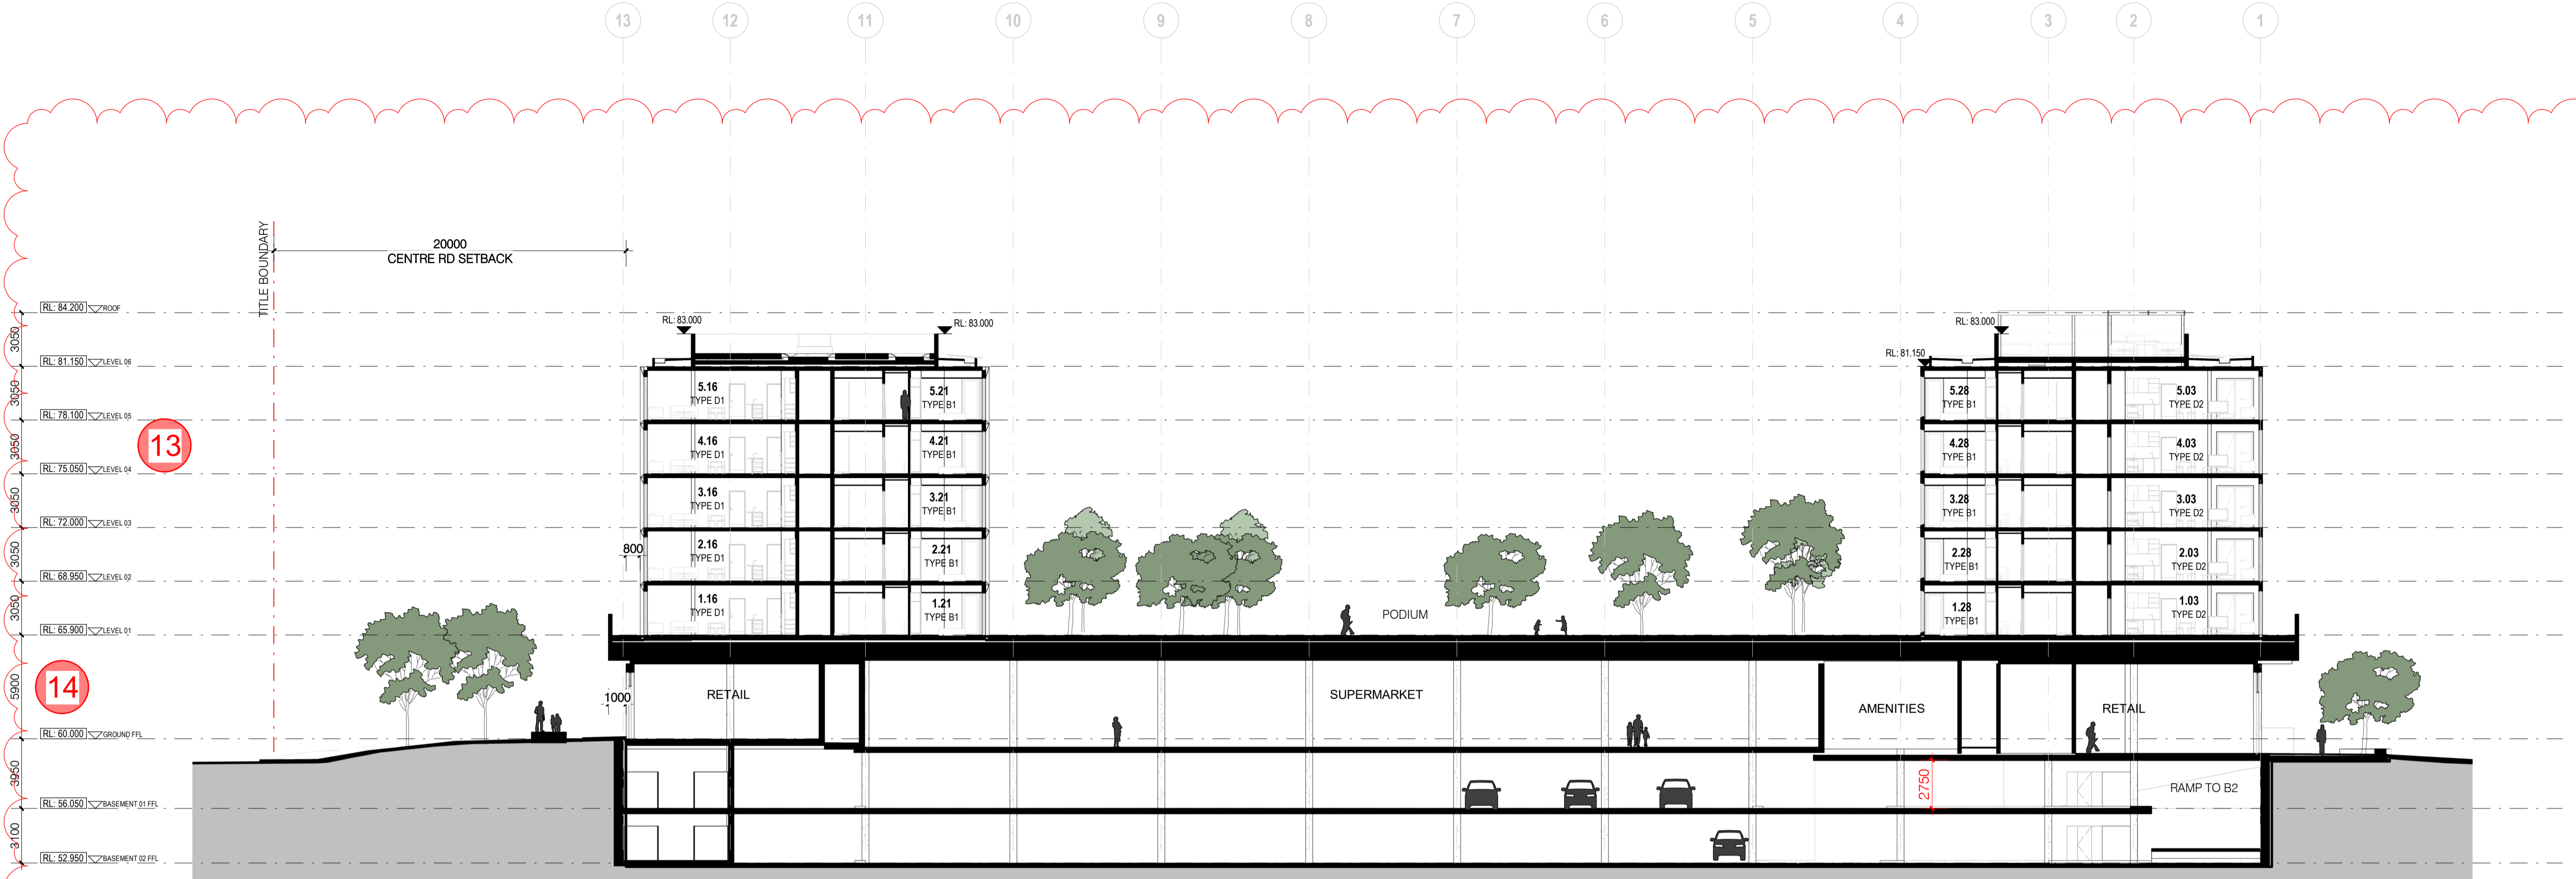 13 12 11 10 9 8 7 6 5 4 3 2 1
TITLE BOUNDARY
20000
CENTRE RD SETBACK
RL: 84.200 ROOF
3050
RL: 81.150 LEVEL 06
3050
RL: 78.100 LEVEL 05
3050
RL: 75.050 LEVEL 04
3050
RL: 72.000 LEVEL 03
3050
RL: 68.950 LEVEL 02
3050
RL: 65.900 LEVEL 01
5900
RL: 60.000 GROUND FFL
3950
RL: 56.050 BASEMENT 01 FFL
3100
RL: 52.950 BASEMENT 02 FFL
13
14
RL: 83.000
RL: 83.000
5.16
TYPE D1
5.21
TYPE B1
4.16
TYPE D1
4.21
TYPE B1
3.16
TYPE D1
3.21
TYPE B1
800
2.16
TYPE D1
2.21
TYPE B1
1.16
TYPE D1
1.21
TYPE B1
RL: 83.000
RL: 81.150
5.28
TYPE B1
5.03
TYPE D2
4.28
TYPE B1
4.03
TYPE D2
3.28
TYPE B1
3.03
TYPE D2
2.28
TYPE B1
2.03
TYPE D2
1.28
TYPE B1
1.03
TYPE D2
PODIUM
1000
RETAIL
SUPERMARKET
AMENITIES
RETAIL
2750
RAMP TO B2